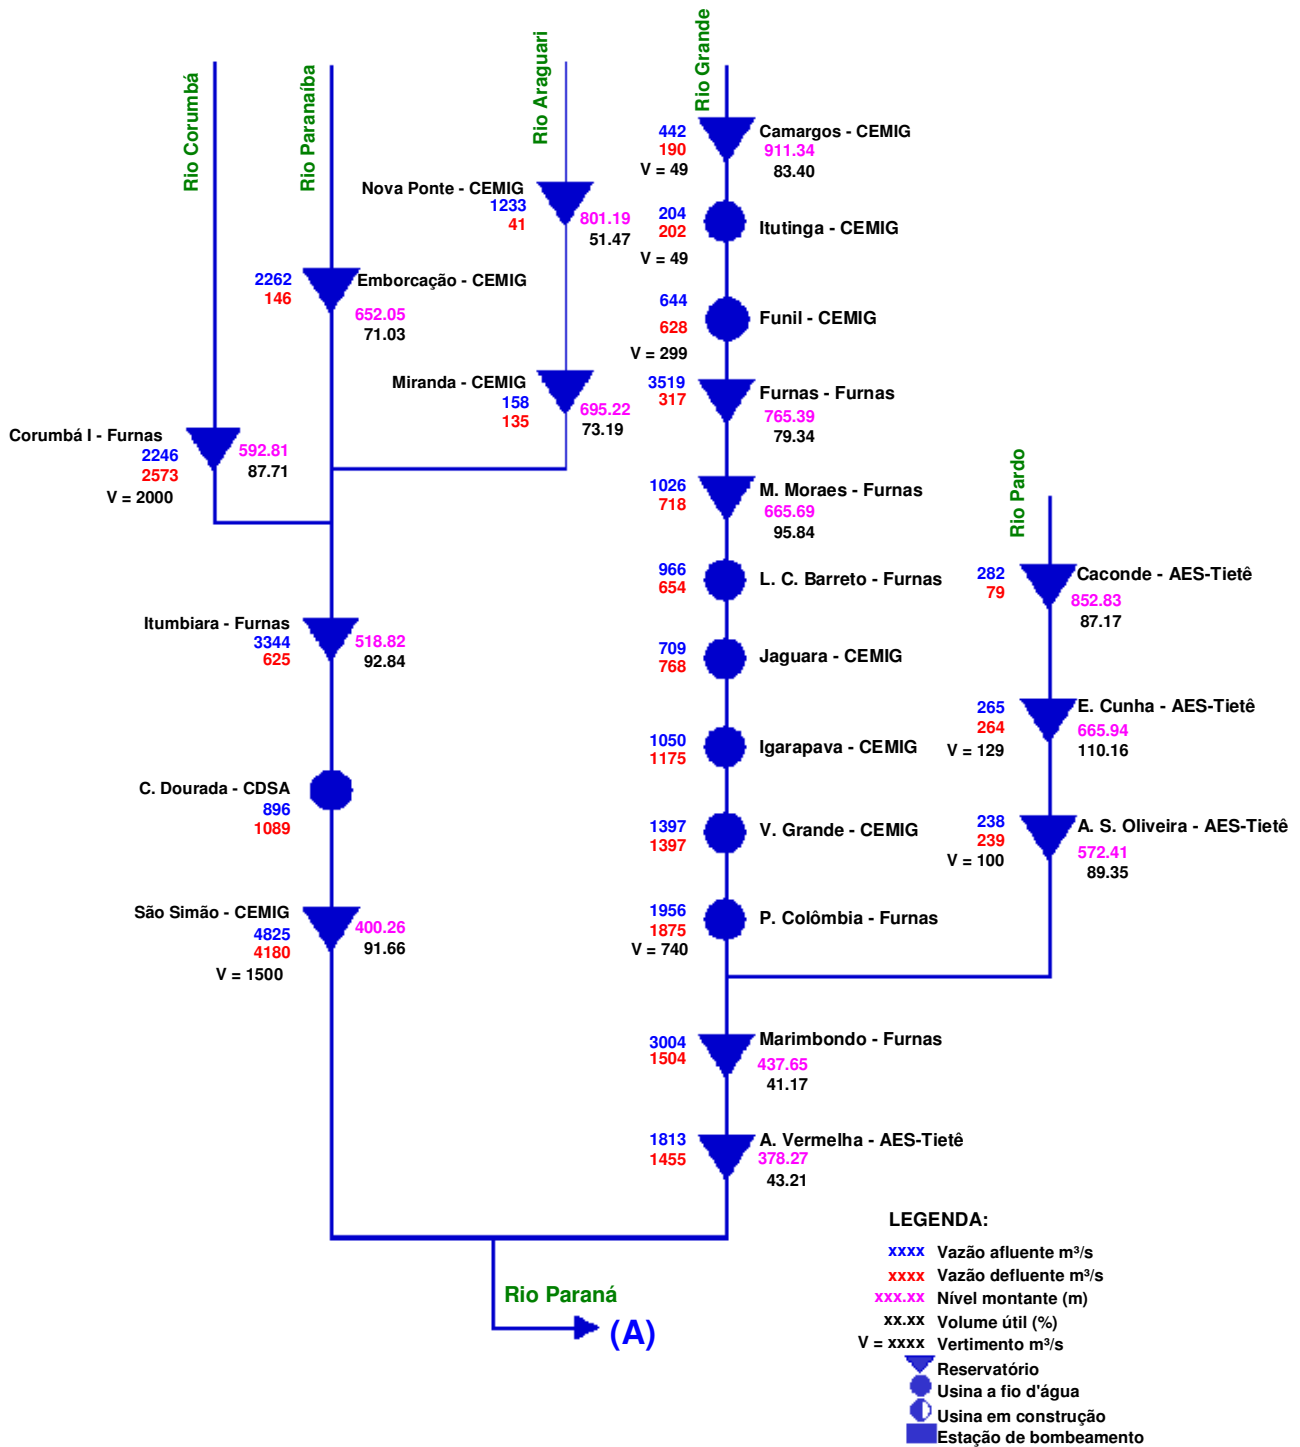 Rio Corumbá
Rio Paranaíba
Rio Araguari
Rio Grande
Camargos - CEMIG
442
190
V = 49
911.34
83.40
Nova Ponte - CEMIG
1233
41
801.19
51.47
204
202
V = 49
Itutinga - CEMIG
Emborcação - CEMIG
2262
146
652.05
71.03
644
628
V = 299
Funil - CEMIG
Miranda - CEMIG
158
135
695.22
73.19
3519
317
Furnas - Furnas
765.39
79.34
Corumbá I - Furnas
2246
2573
V = 2000
592.81
87.71
1026
718
M. Moraes - Furnas
665.69
95.84
Rio Pardo
966
654
L. C. Barreto - Furnas
282
79
Caconde - AES-Tietê
852.83
87.17
Itumbiara - Furnas
3344
625
518.82
92.84
709
768
Jaguara - CEMIG
265
264
V = 129
E. Cunha - AES-Tietê
665.94
110.16
1050
1175
Igarapava - CEMIG
C. Dourada - CDSA
896
1089
1397
1397
V. Grande - CEMIG
238
239
V = 100
A. S. Oliveira - AES-Tietê
572.41
89.35
São Simão - CEMIG
4825
4180
V = 1500
400.26
91.66
1956
1875
V = 740
P. Colômbia - Furnas
3004
1504
Marimbondo - Furnas
437.65
41.17
1813
1455
A. Vermelha - AES-Tietê
378.27
43.21
Rio Paraná
(A)
LEGENDA:
xxxx Vazão afluente m³/s
xxxx Vazão defluente m³/s
xxx.xx Nível montante (m)
xx.xx Volume útil (%)
V = xxxx Vertimento m³/s
Reservatório
Usina a fio d'água
Usina em construção
Estação de bombeamento